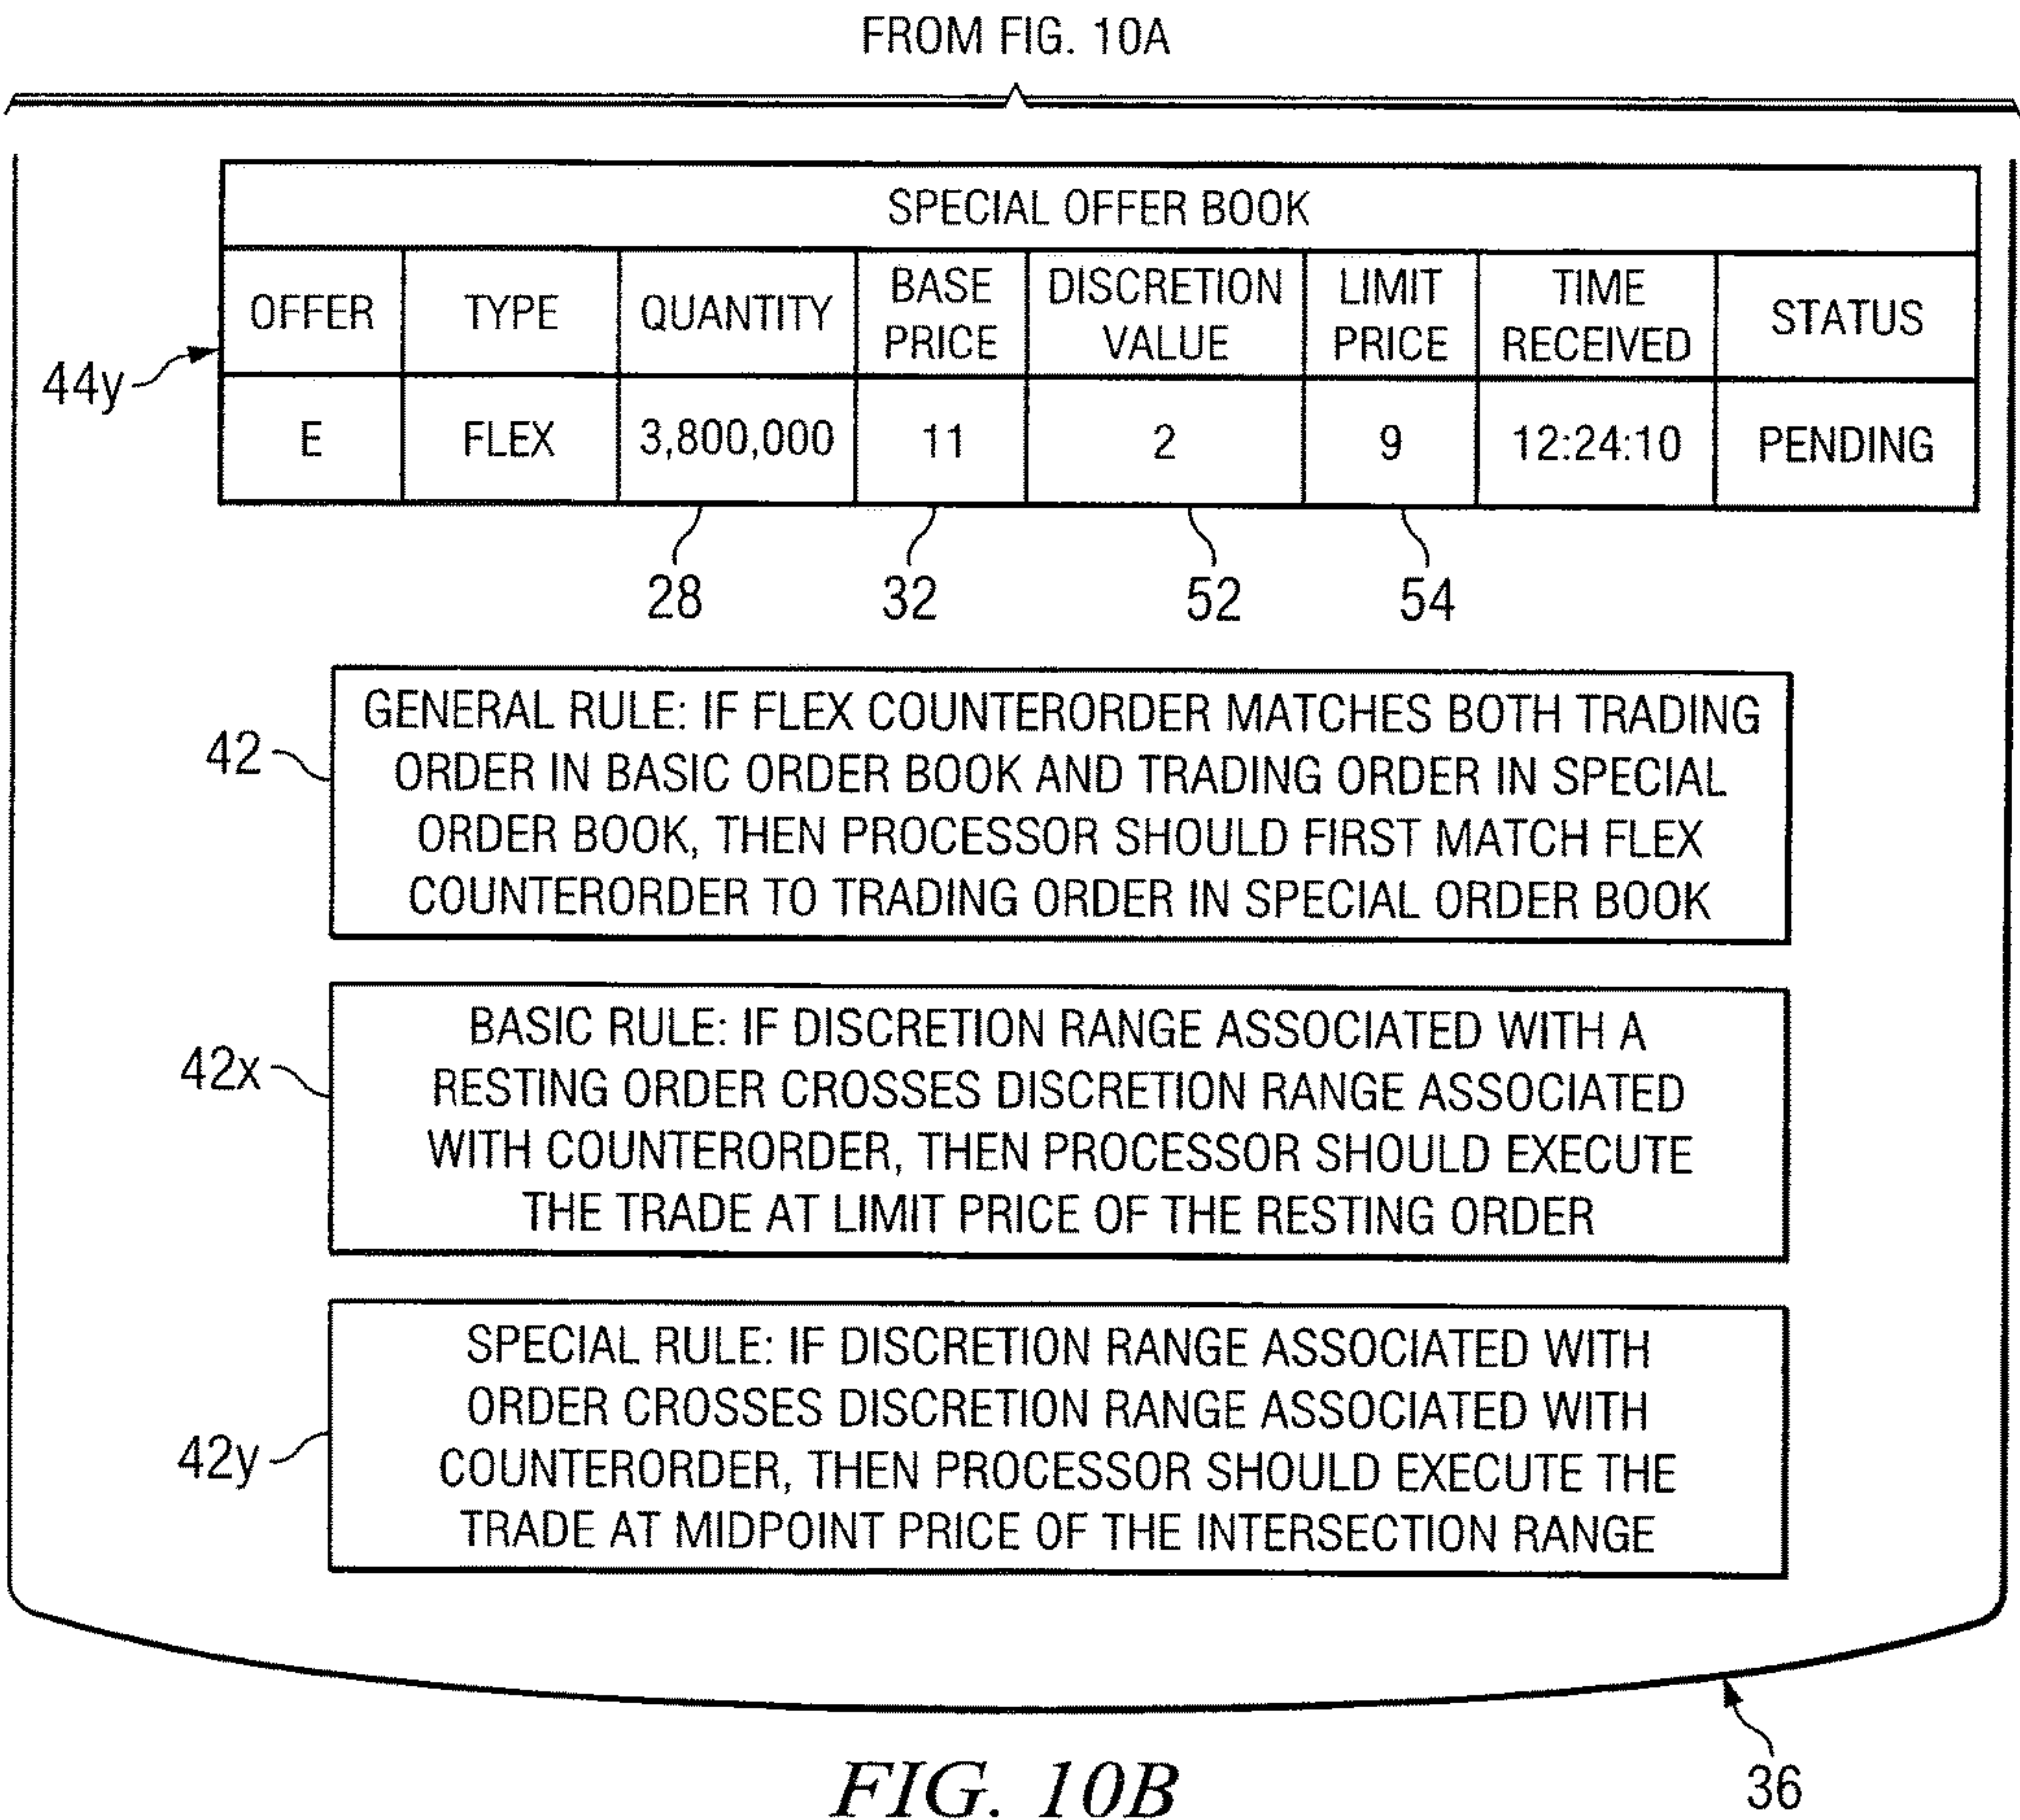 FROM FIG. 10A
SPECIAL OFFER BOOK
OFFER TYPE QUANTITY BASE PRICE DISCRETION VALUE LIMIT PRICE TIME RECEIVED STATUS
E FLEX 3,800,000 11 2 9 12:24:10 PENDING
44y
28 32 52 54
42
GENERAL RULE: IF FLEX COUNTERORDER MATCHES BOTH TRADING
ORDER IN BASIC ORDER BOOK AND TRADING ORDER IN SPECIAL
ORDER BOOK, THEN PROCESSOR SHOULD FIRST MATCH FLEX
COUNTERORDER TO TRADING ORDER IN SPECIAL ORDER BOOK
42x
BASIC RULE: IF DISCRETION RANGE ASSOCIATED WITH A
RESTING ORDER CROSSES DISCRETION RANGE ASSOCIATED
WITH COUNTERORDER, THEN PROCESSOR SHOULD EXECUTE
THE TRADE AT LIMIT PRICE OF THE RESTING ORDER
42y
SPECIAL RULE: IF DISCRETION RANGE ASSOCIATED WITH
ORDER CROSSES DISCRETION RANGE ASSOCIATED WITH
COUNTERORDER, THEN PROCESSOR SHOULD EXECUTE THE
TRADE AT MIDPOINT PRICE OF THE INTERSECTION RANGE
36
FIG. 10B